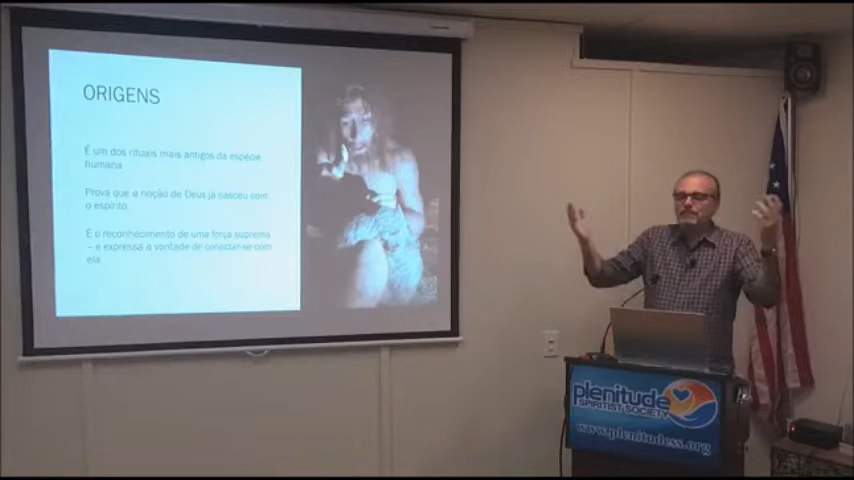 ORIGENS
É um dos rituais mais antigos da espécie
humana
Prova que a noção de Deus já nasceu com
o espírito.
É o reconhecimento de uma força suprema
– e expressa a vontade de conectar-se com
ela.
plenitude
SPIRITIST SOCIETY
www.plenitudess.org